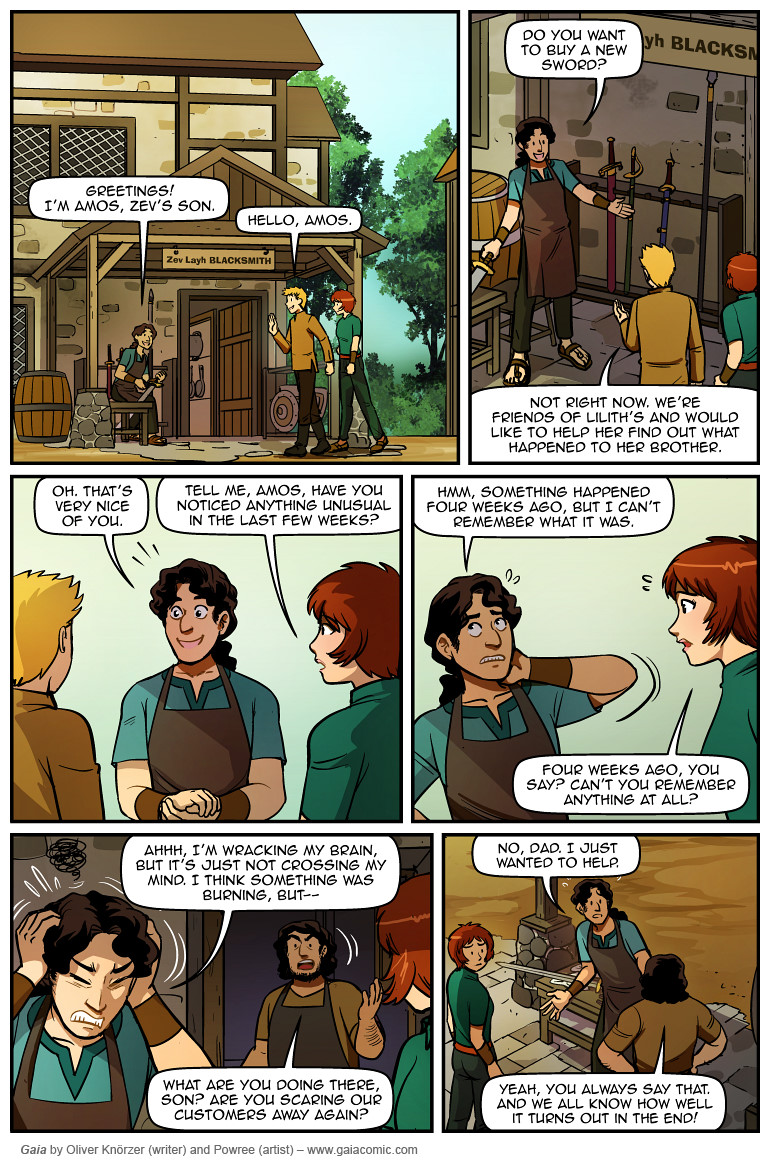 GREETINGS!
I'M AMOS, ZEV'S SON.
HELLO, AMOS.
Zev Layh BLACKSMITH
DO YOU WANT
TO BUY A NEW
SWORD?
yh BLACKSM
NOT RIGHT NOW. WE'RE
FRIENDS OF LILITH'S AND WOULD
LIKE TO HELP HER FIND OUT WHAT
HAPPENED TO HER BROTHER.
OH. THAT'S
VERY NICE
OF YOU.
TELL ME, AMOS, HAVE YOU
NOTICED ANYTHING UNUSUAL
IN THE LAST FEW WEEKS?
HMM, SOMETHING HAPPENED
FOUR WEEKS AGO, BUT I CAN'T
REMEMBER WHAT IT WAS.
FOUR WEEKS AGO, YOU
SAY? CAN'T YOU REMEMBER
ANYTHING AT ALL?
AHHH, I'M WRACKING MY BRAIN,
BUT IT'S JUST NOT CROSSING MY
MIND. I THINK SOMETHING WAS
BURNING, BUT--
WHAT ARE YOU DOING THERE,
SON? ARE YOU SCARING OUR
CUSTOMERS AWAY AGAIN?
NO, DAD. I JUST
WANTED TO HELP.
YEAH, YOU ALWAYS SAY THAT.
AND WE ALL KNOW HOW WELL
IT TURNS OUT IN THE END!
Gaia by Oliver Knörzer (writer) and Powree (artist) – www.gaiacomic.com